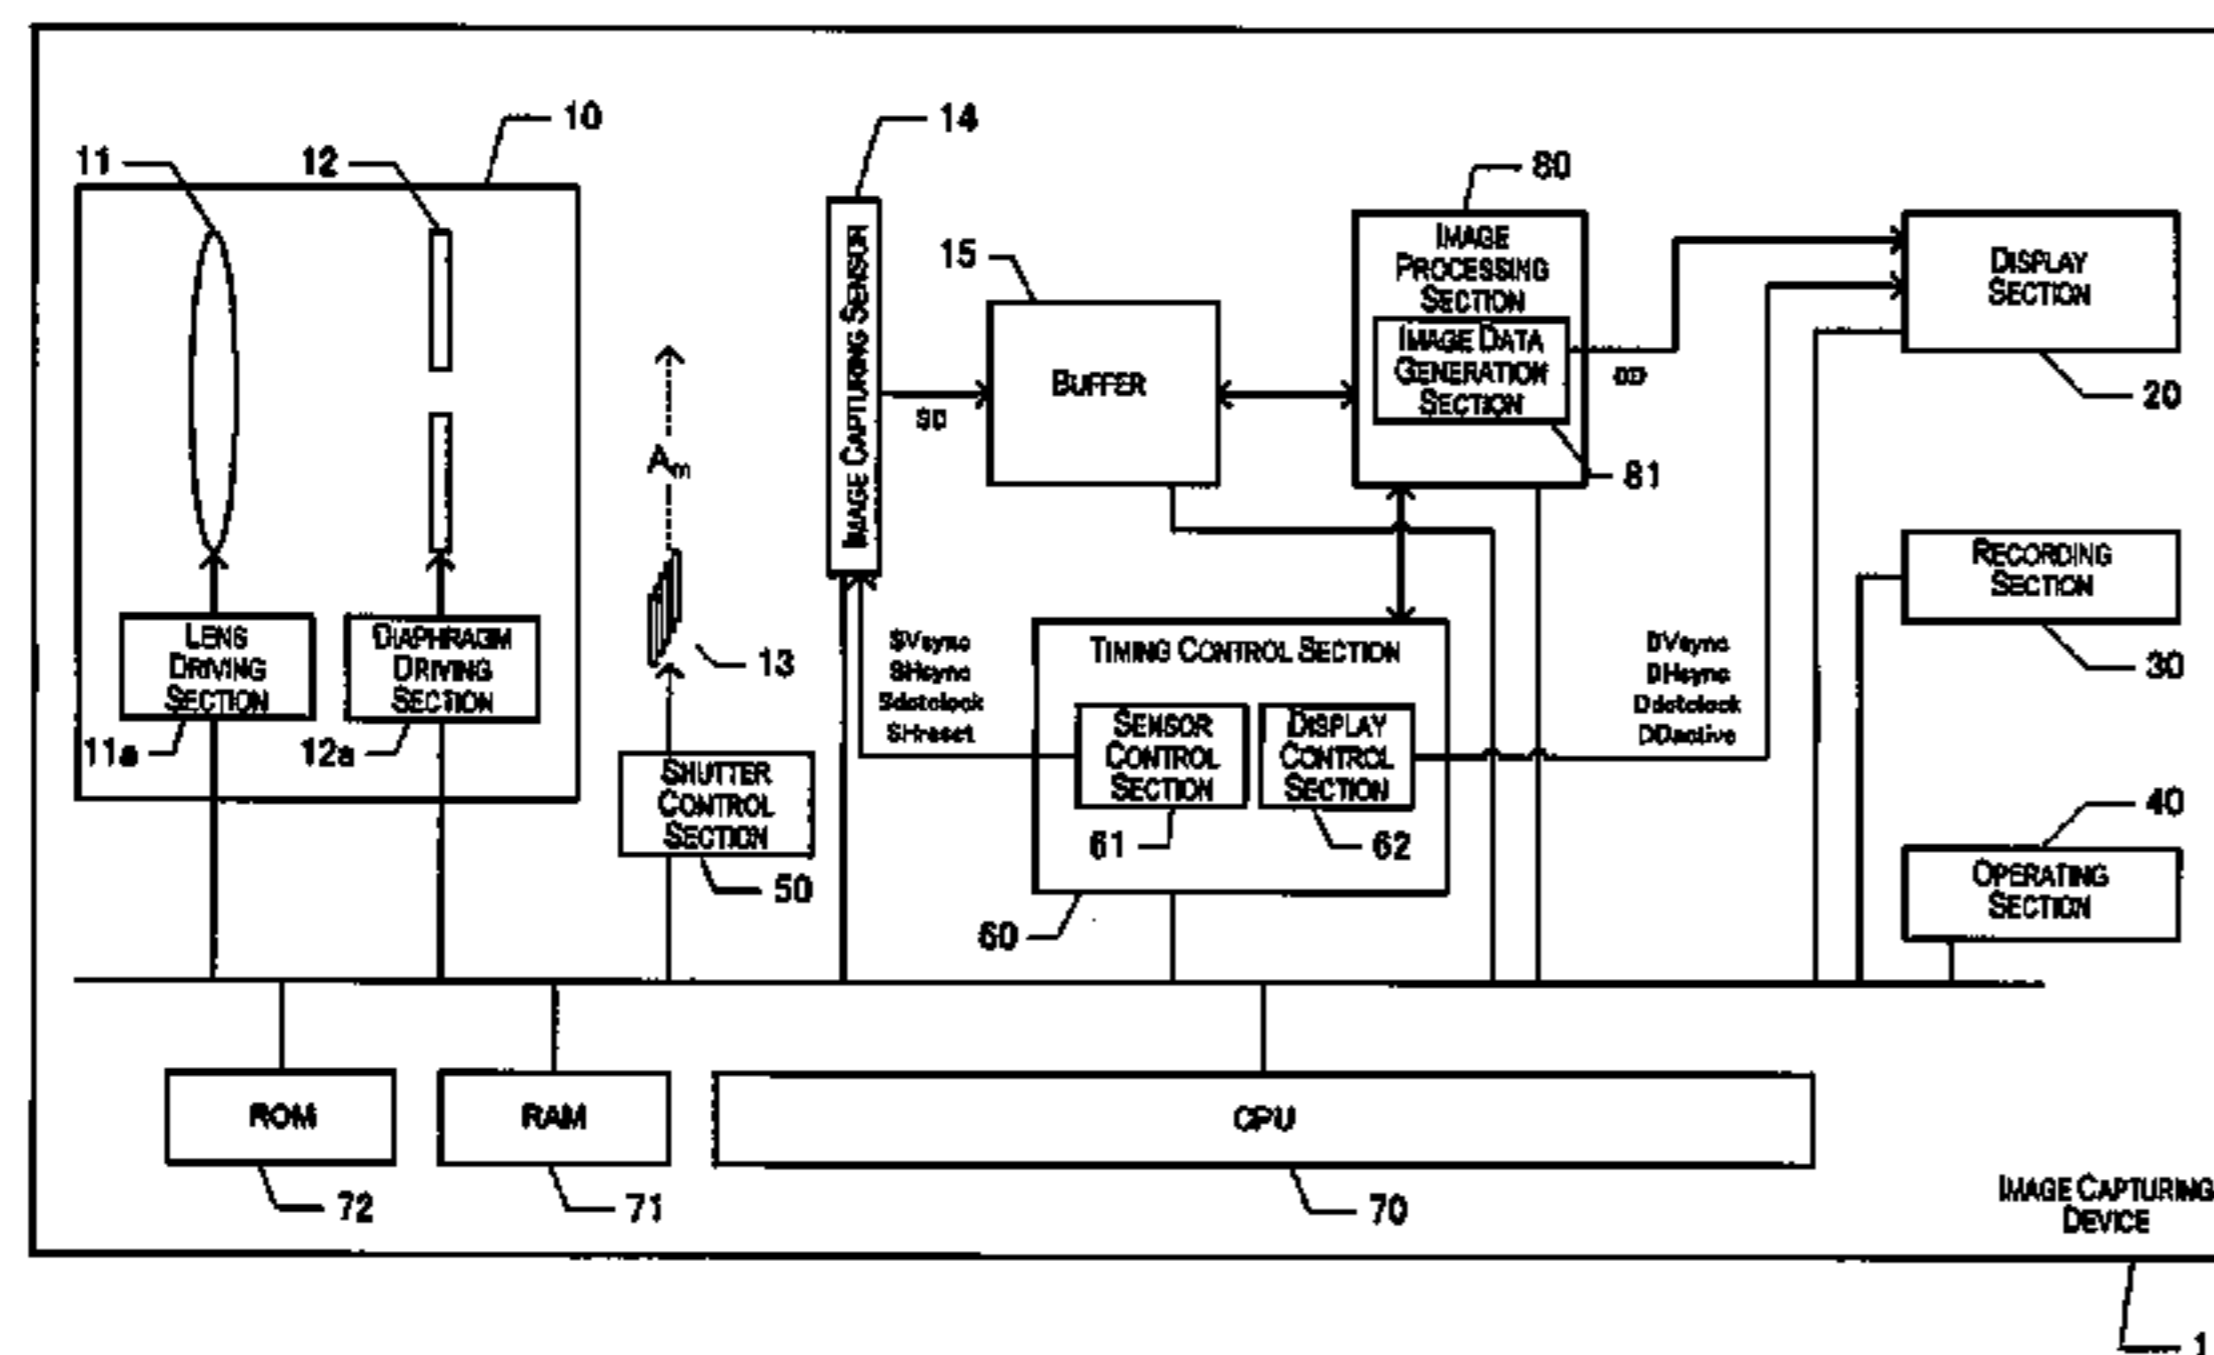 10
14
11
12
80
15
IMAGE
PROCESSING
SECTION
IMAGE DATA
GENERATION
SECTION
81
DISPLAY
SECTION
20
IMAGE CAPTURING SENSOR
BUFFER
SD
DD
Am
13
RECORDING
SECTION
30
LENS
DRIVING
SECTION
11a
DIAPHRAGM
DRIVING
SECTION
12a
SVsync
SHsync
Sdotclock
SHreset
TIMING CONTROL SECTION
SENSOR
CONTROL
SECTION
61
DISPLAY
CONTROL
SECTION
62
60
DVsync
DHsync
Ddotclock
DDactive
SHUTTER
CONTROL
SECTION
50
40
OPERATING
SECTION
ROM
72
RAM
71
CPU
70
IMAGE CAPTURING
DEVICE
1